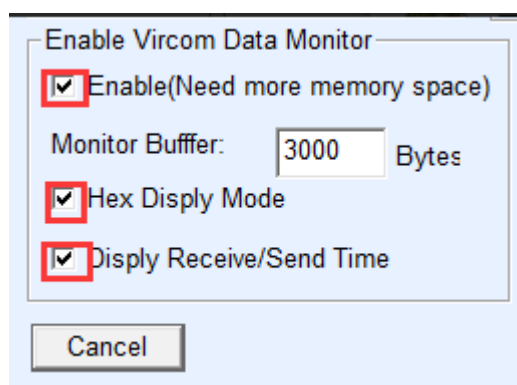 Enable Vircom Data Monitor
Enable(Need more memory space)
Monitor Bufffer: 3000 Bytes
Hex Disply Mode
Disply Receive/Send Time
Cancel